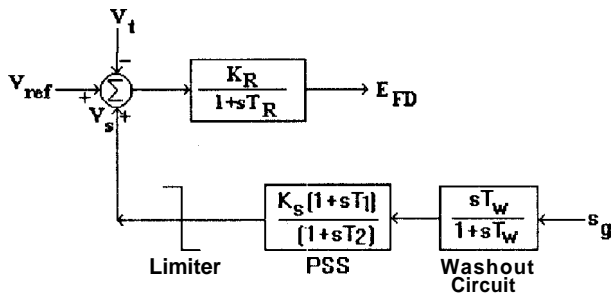 V_t
−
V_ref
+
Σ
V_s
+
K_R
1+sT_R
E_FD
K_s(1+sT_1)
(1+sT_2)
sT_w
1+sT_w
s_g
Limiter
PSS
Washout
Circuit